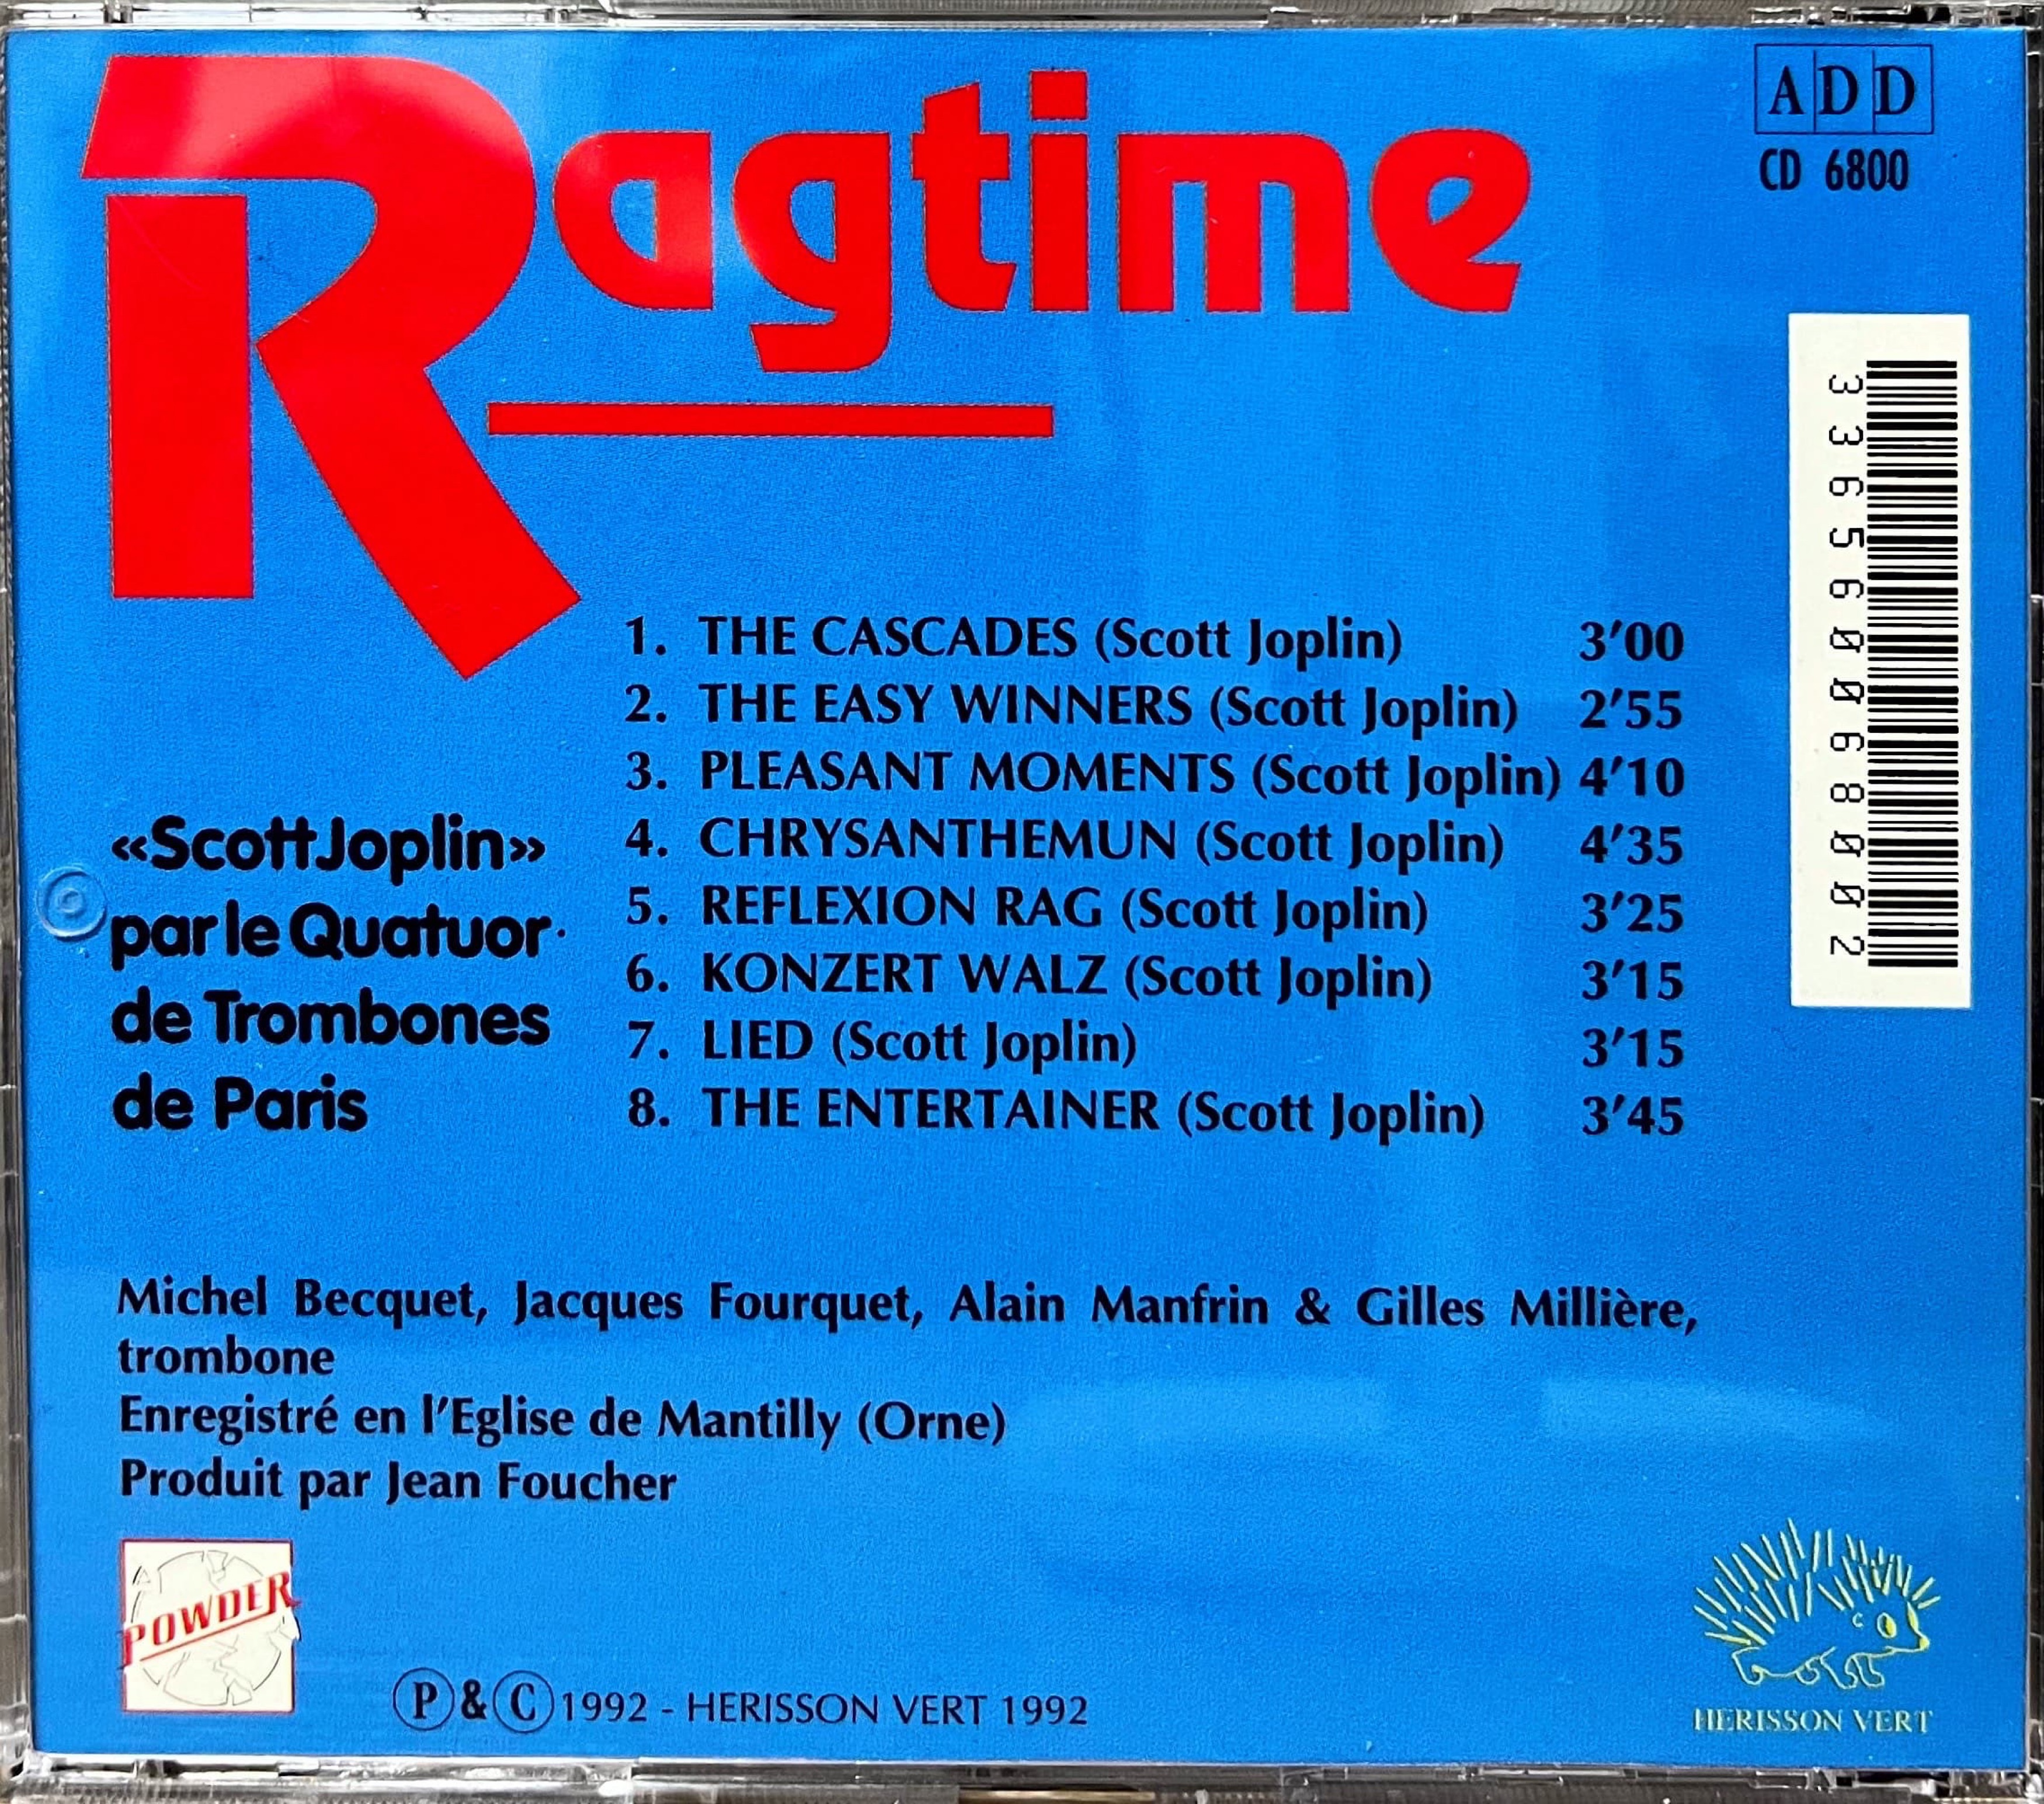 Ragtime
ADD
CD 6800
3365600680002
1. THE CASCADES (Scott Joplin) 3'00
2. THE EASY WINNERS (Scott Joplin) 2'55
3. PLEASANT MOMENTS (Scott Joplin) 4'10
4. CHRYSANTHEMUN (Scott Joplin) 4'35
5. REFLEXION RAG (Scott Joplin) 3'25
6. KONZERT WALZ (Scott Joplin) 3'15
7. LIED (Scott Joplin) 3'15
8. THE ENTERTAINER (Scott Joplin) 3'45
«Scott Joplin»
par le Quatuor
de Trombones
de Paris
Michel Becquet, Jacques Fourquet, Alain Manfrin & Gilles Millière,
trombone
Enregistré en l'Eglise de Mantilly (Orne)
Produit par Jean Foucher
POWDER
Ⓟ & © 1992 - HERISSON VERT 1992
HERISSON VERT